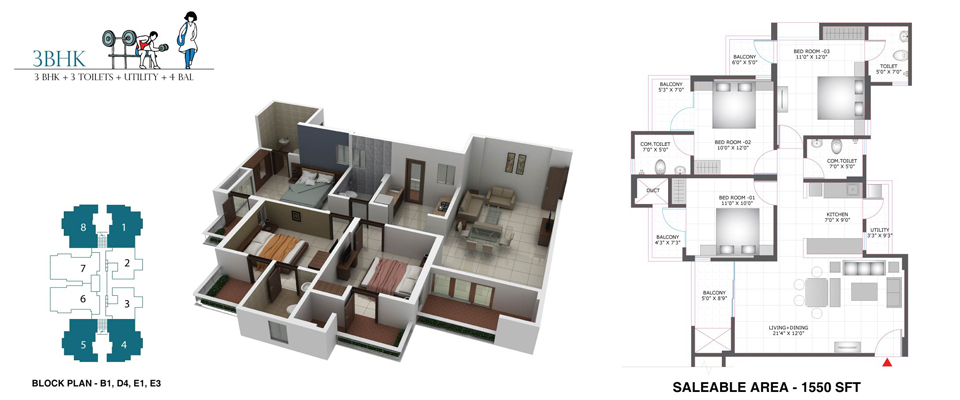 3BHK
3 BHK + 3 TOILETS + UTILITY + 4 BAL
8
1
7
2
6
3
5
4
BLOCK PLAN - B1, D4, E1, E3
BED ROOM -03
11'0" X 12'0"
BALCONY
6'0" X 5'0"
TOILET
5'0" X 7'0"
BALCONY
5'3" X 7'0"
BED ROOM -02
10'0" X 12'0"
COM.TOILET
7'0" X 5'0"
COM.TOILET
7'0" X 5'0"
DUCT
BED ROOM -01
11'0" X 10'0"
KITCHEN
7'0" X 9'0"
UTILITY
3'3" X 9'3"
BALCONY
4'3" X 7'3"
BALCONY
5'0" X 8'9"
LIVING+DINING
21'4" X 12'0"
SALEABLE AREA - 1550 SFT